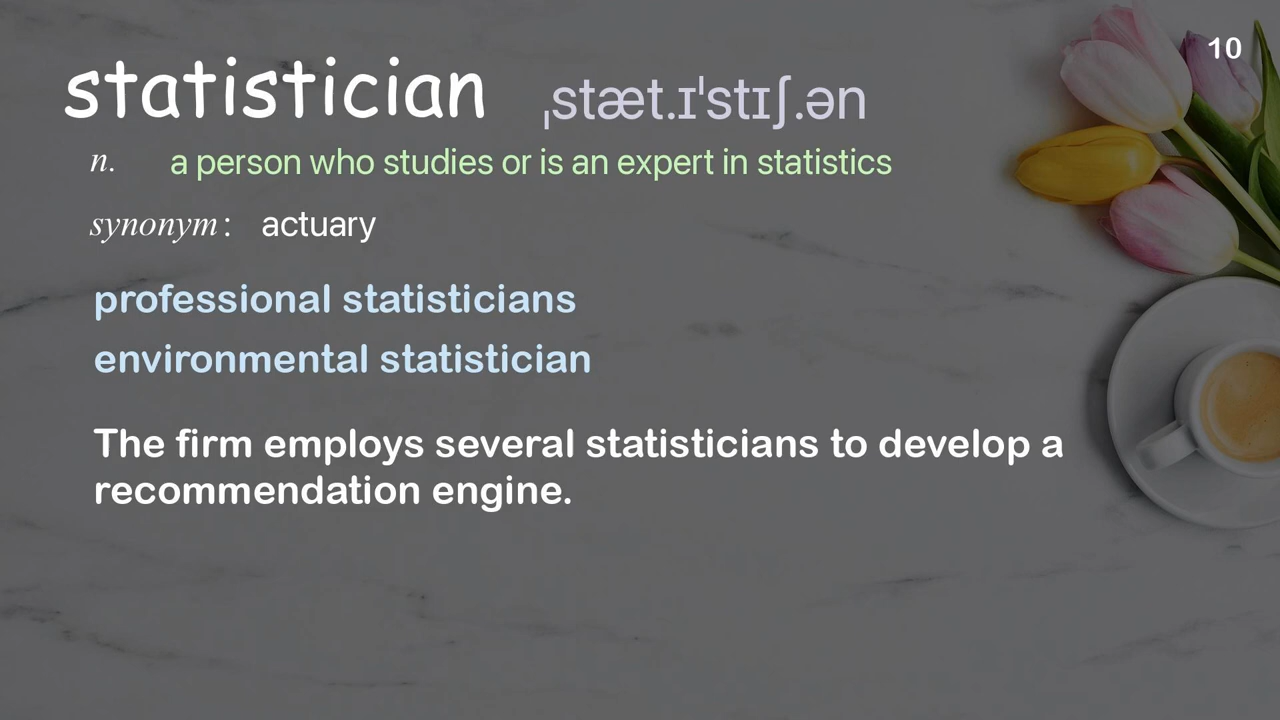 10
statistician ˌstæt.ɪˈstɪʃ.ən
n. a person who studies or is an expert in statistics
synonym: actuary
professional statisticians
environmental statistician
The firm employs several statisticians to develop a
recommendation engine.